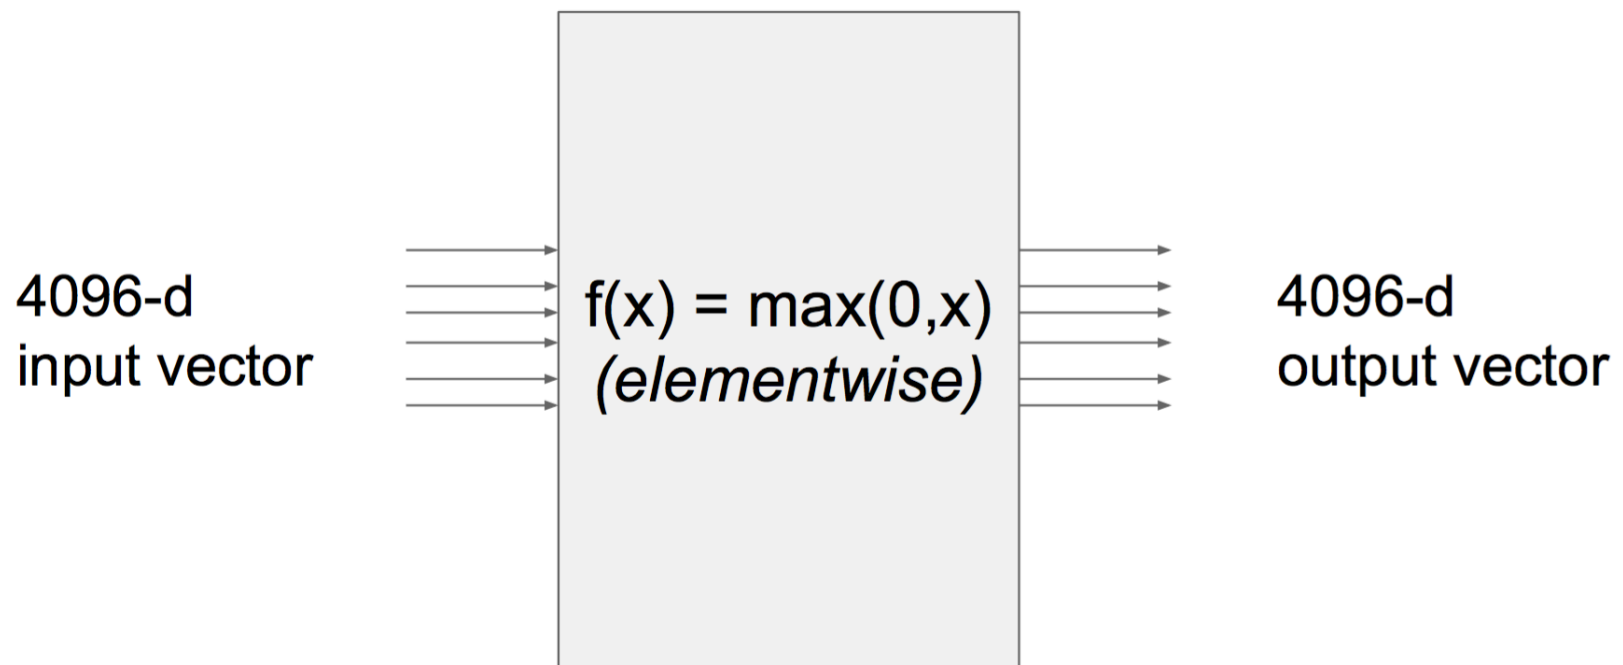 4096-d
input vector
f(x) = max(0,x)
(elementwise)
4096-d
output vector